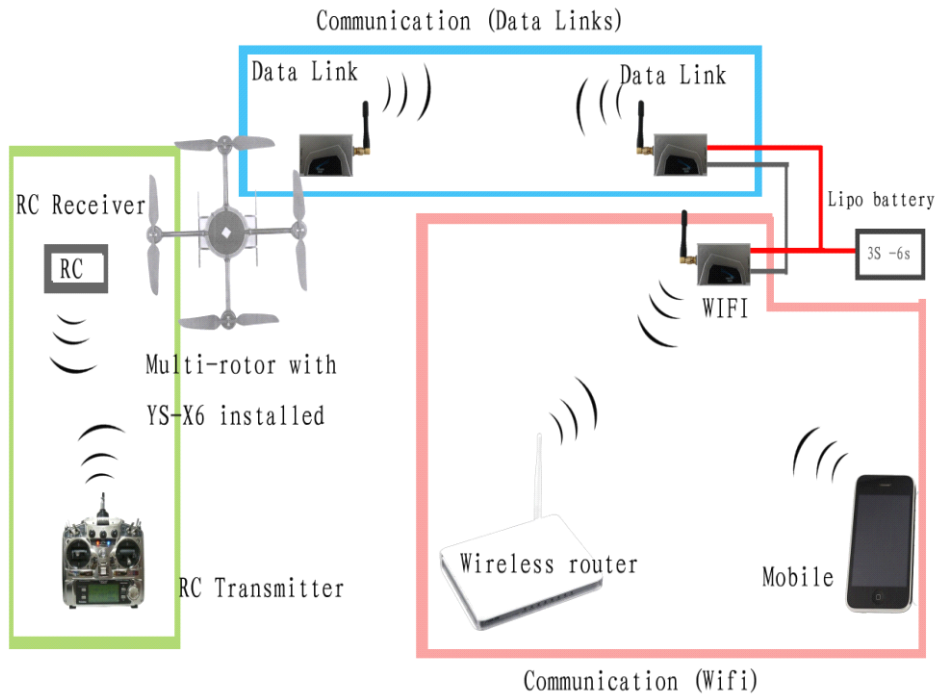 Communication (Data Links)
Data Link
Data Link
RC Receiver
RC
Lipo battery
3S -6s
WIFI
Multi-rotor with
YS-X6 installed
Wireless router
RC Transmitter
Mobile
Communication (Wifi)